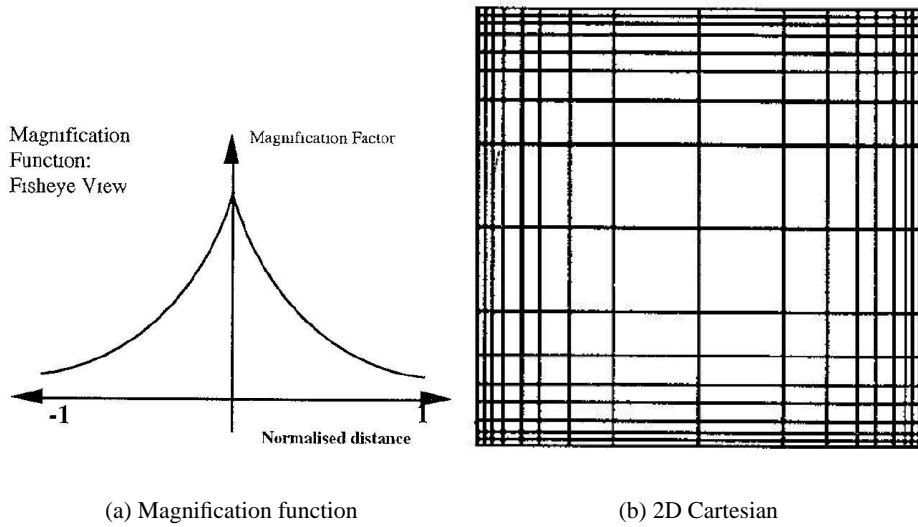 Magnification
Function:
Fisheye View
Magnification Factor
-1
1
Normalised distance
(a) Magnification function
(b) 2D Cartesian